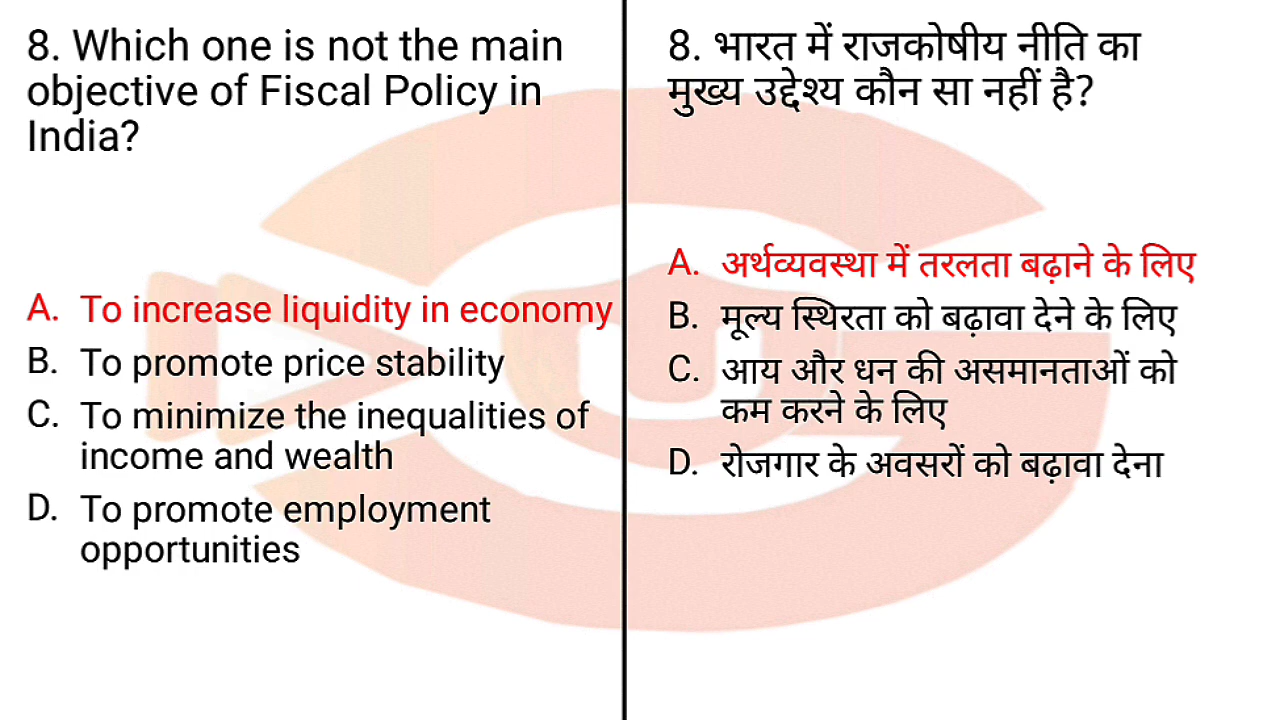 8. Which one is not the main
objective of Fiscal Policy in
India?
A. To increase liquidity in economy
B. To promote price stability
C. To minimize the inequalities of
income and wealth
D. To promote employment
opportunities
8. भारत में राजकोषीय नीति का
मुख्य उद्देश्य कौन सा नहीं है?
A. अर्थव्यवस्था में तरलता बढ़ाने के लिए
B. मूल्य स्थिरता को बढ़ावा देने के लिए
C. आय और धन की असमानताओं को
कम करने के लिए
D. रोजगार के अवसरों को बढ़ावा देना